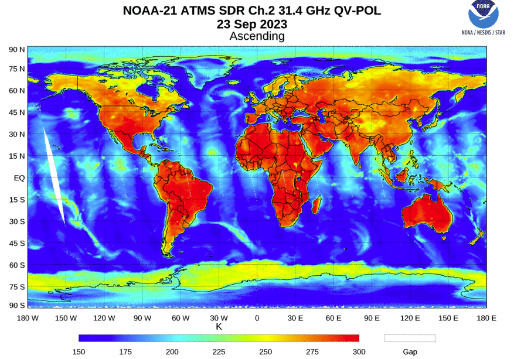 NOAA-21 ATMS SDR Ch.2 31.4 GHz QV-POL
23 Sep 2023
Ascending
NOAA
NOAA / NESDIS / STAR
90 N
75 N
60 N
45 N
30 N
15 N
EQ
15 S
30 S
45 S
60 S
75 S
90 S
180 W 150 W 120 W 90 W 60 W 30 W 0 30 E 60 E 90 E 120 E 150 E 180 E
K
150 175 200 225 250 275 300 Gap